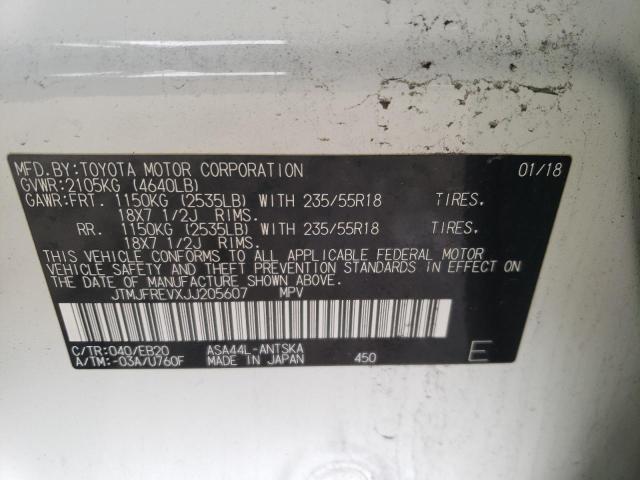 MFD.BY:TOYOTA MOTOR CORPORATION 01/18
GVWR:2105KG (4640LB)
GAWR:FRT. 1150KG (2535LB) WITH 235/55R18 TIRES.
18X7 1/2J RIMS.
RR. 1150KG (2535LB) WITH 235/55R18 TIRES.
18X7 1/2J RIMS.
THIS VEHICLE CONFORMS TO ALL APPLICABLE FEDERAL MOTOR
VEHICLE SAFETY AND THEFT PREVENTION STANDARDS IN EFFECT ON
THE DATE OF MANUFACTURE SHOWN ABOVE.
JTMJFREVXJJ205607 MPV
C/TR:040/EB20 ASA44L-ANTSKA
A/TM:-03A/U760F MADE IN JAPAN 450 E